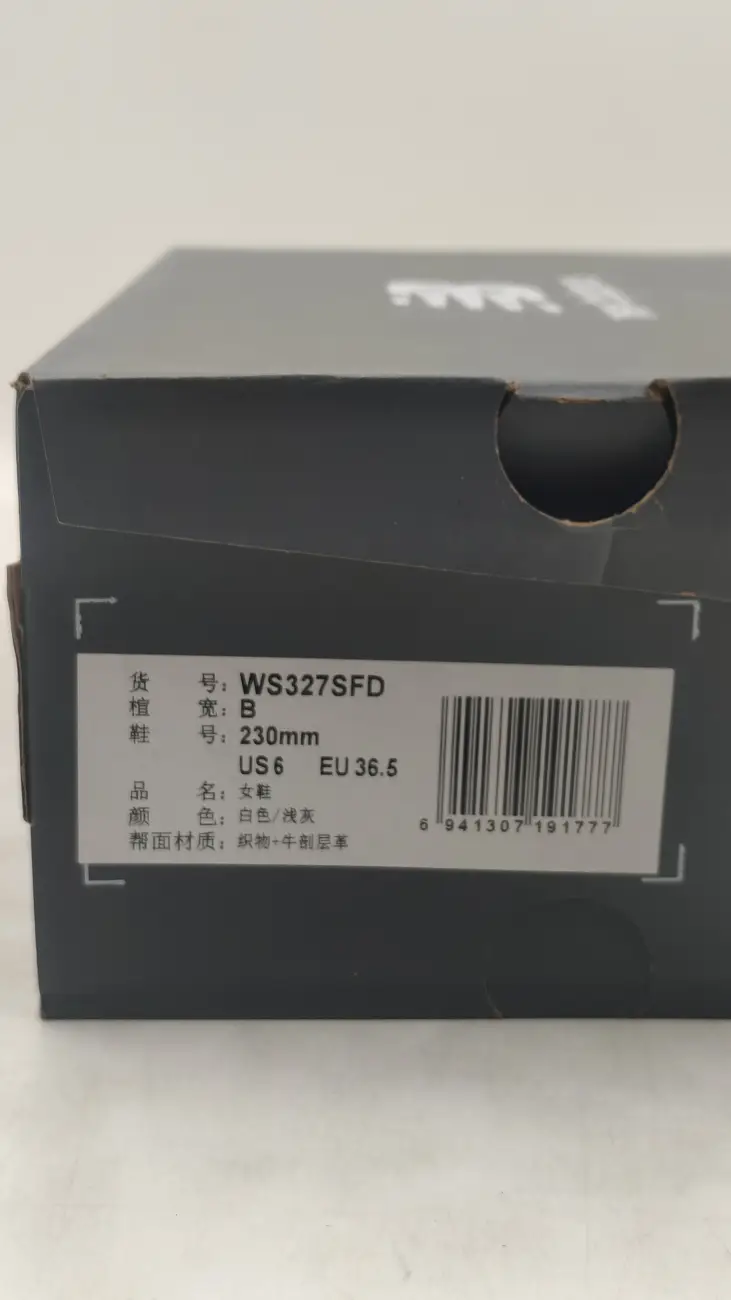 货 号：WS327SFD
楦 宽：B
鞋 号：230mm
US 6 EU 36.5
品 名：女鞋
颜 色：白色/浅灰
帮面材质：织物+牛剖层革
6 941307 191777